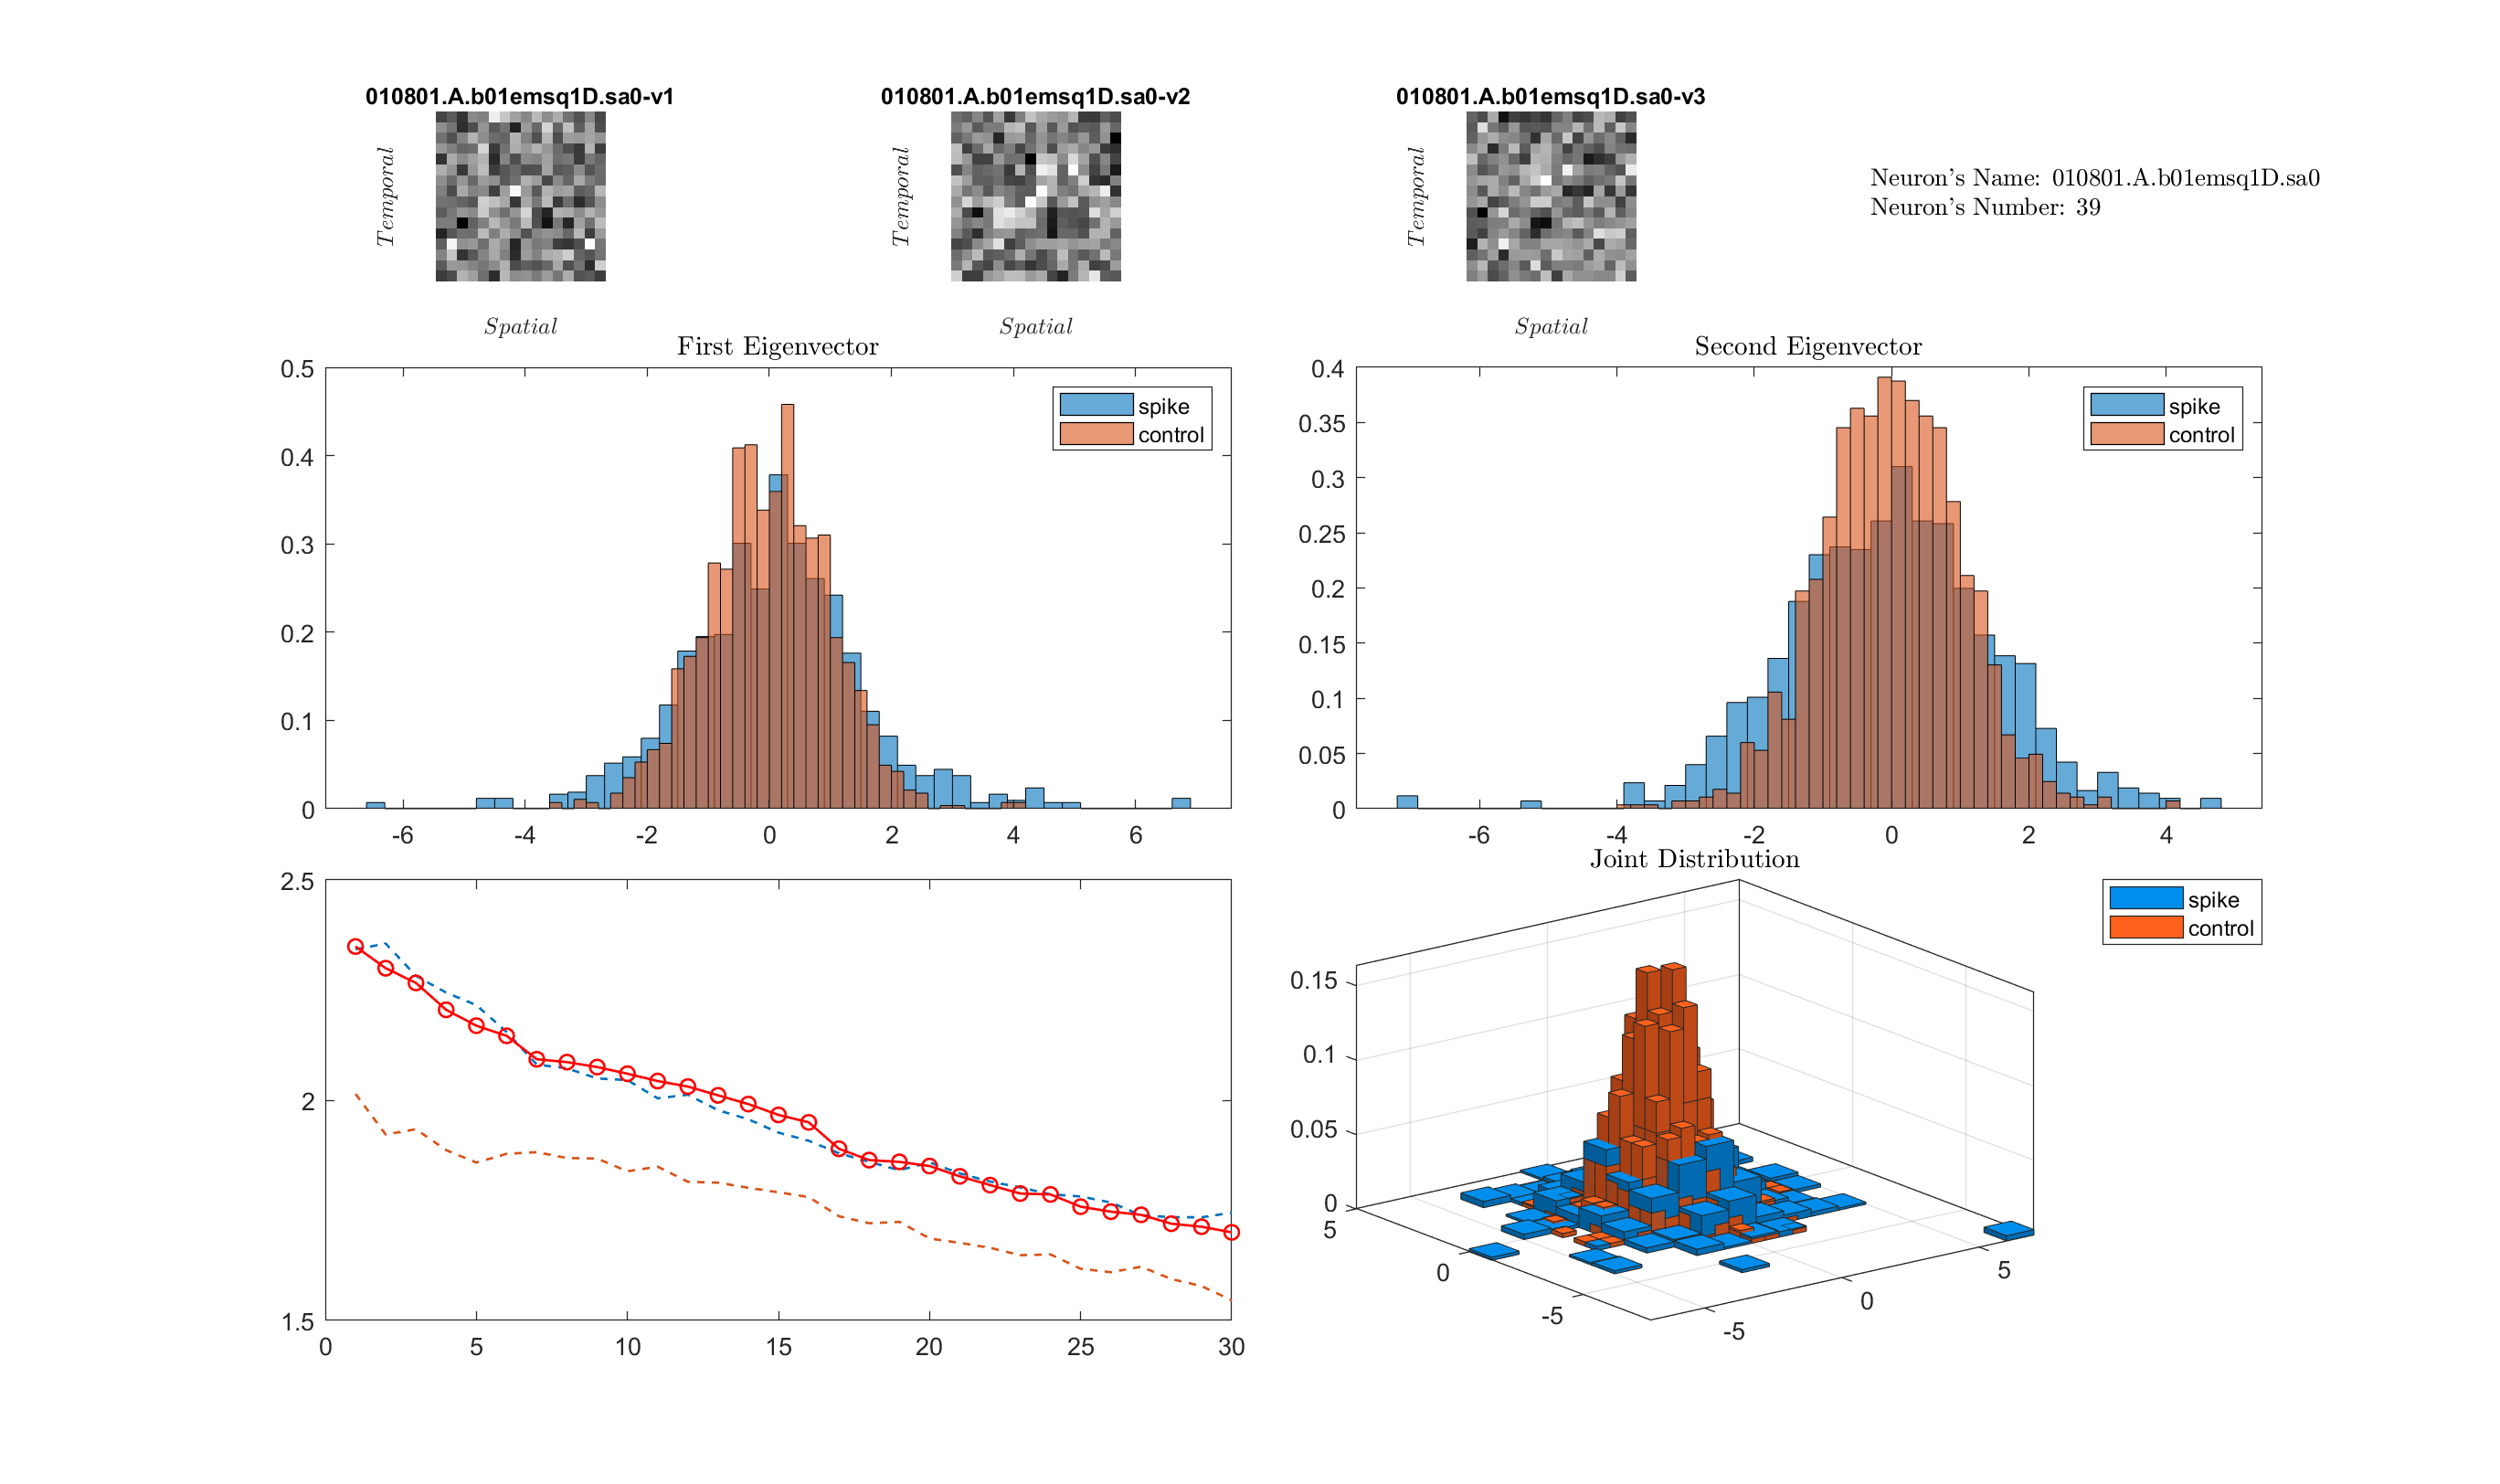 010801.A.b01emsq1D.sa0-v1
010801.A.b01emsq1D.sa0-v2
010801.A.b01emsq1D.sa0-v3
Temporal
Temporal
Temporal
Neuron's Name: 010801.A.b01emsq1D.sa0
Neuron's Number: 39
Spatial
Spatial
Spatial
First Eigenvector
0.5
0.4
0.3
0.2
0.1
0
-6
-4
-2
0
2
4
6
spike
control
Second Eigenvector
0.4
0.35
0.3
0.25
0.2
0.15
0.1
0.05
0
-6
-4
-2
0
2
4
spike
control
2.5
2
1.5
0
5
10
15
20
25
30
Joint Distribution
spike
control
0.15
0.1
0.05
0
5
0
-5
-5
0
5